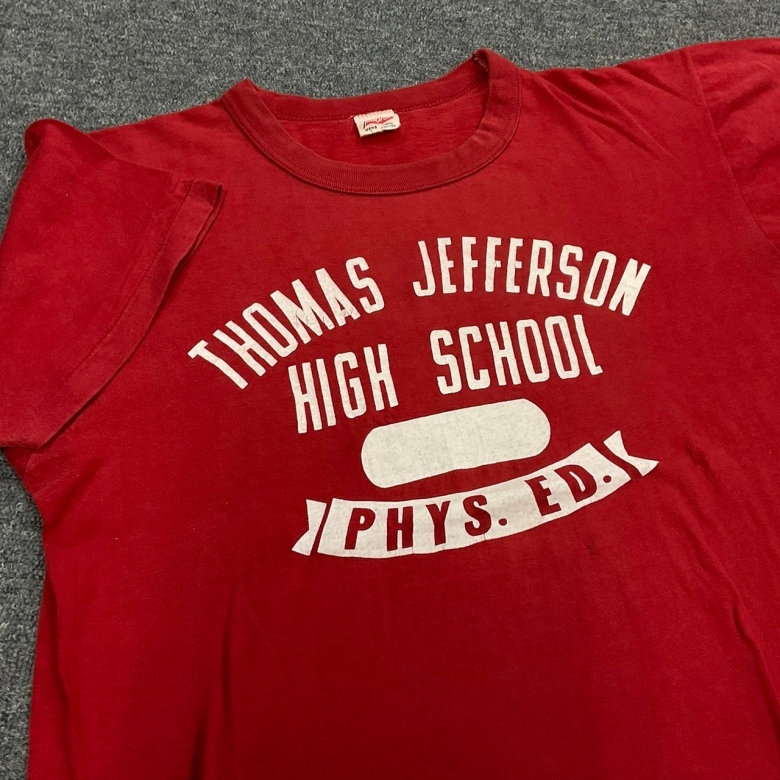 THOMAS JEFFERSON
HIGH SCHOOL
PHYS. ED.